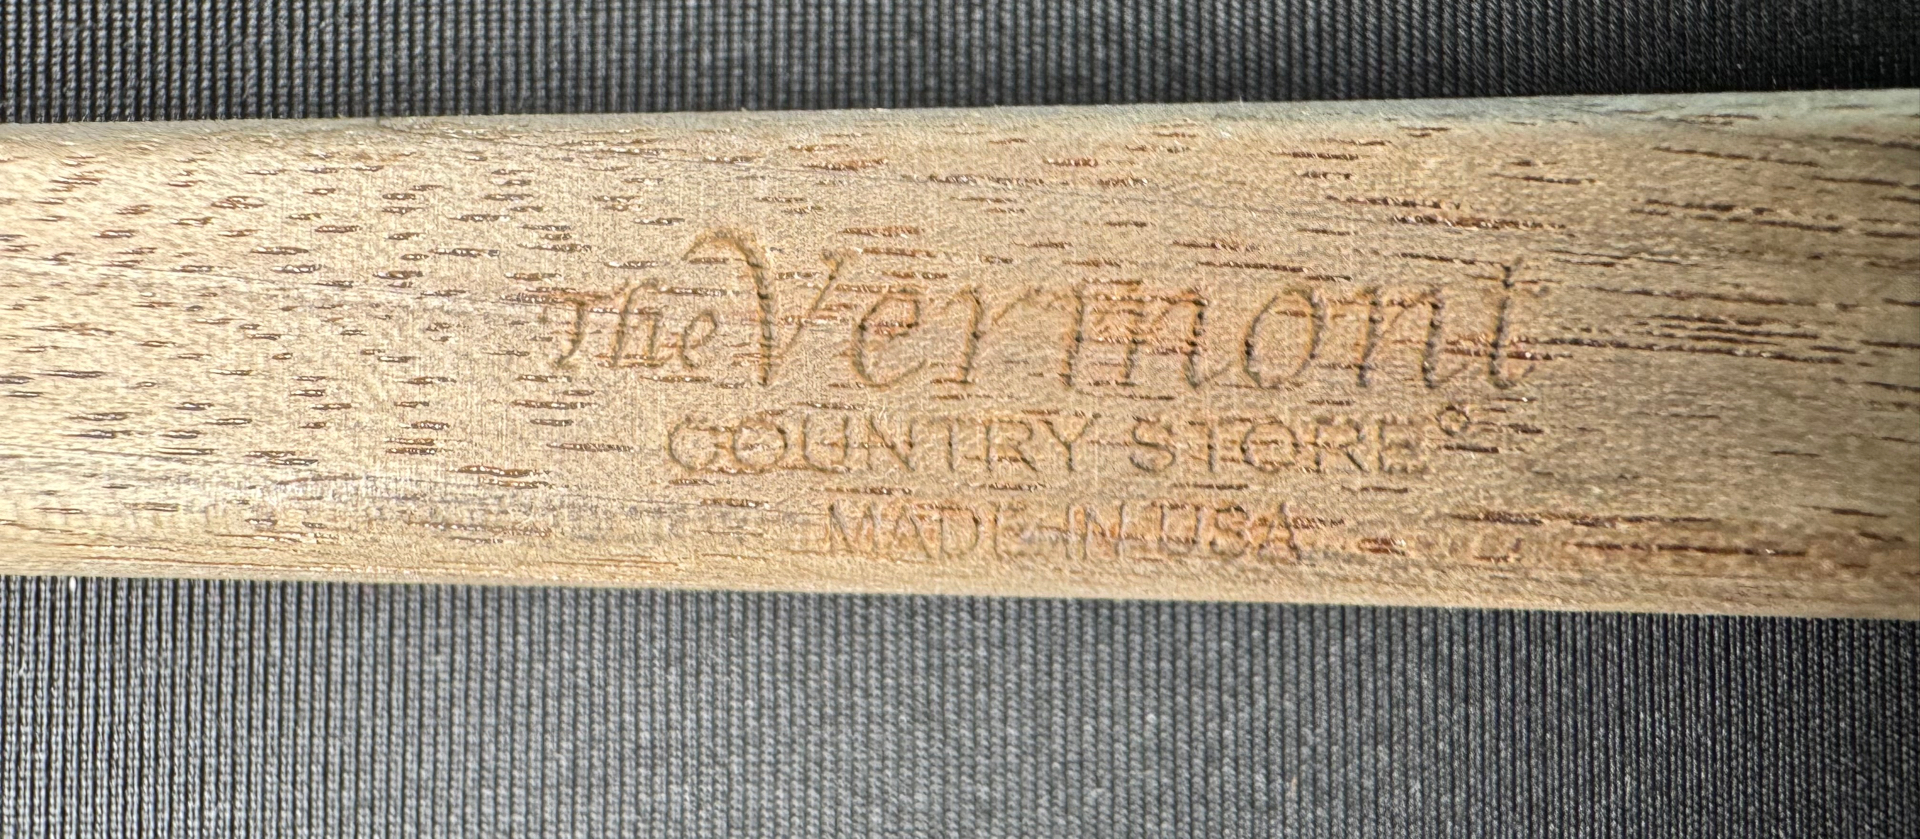 The Vermont
COUNTRY STORE®
MADE IN USA